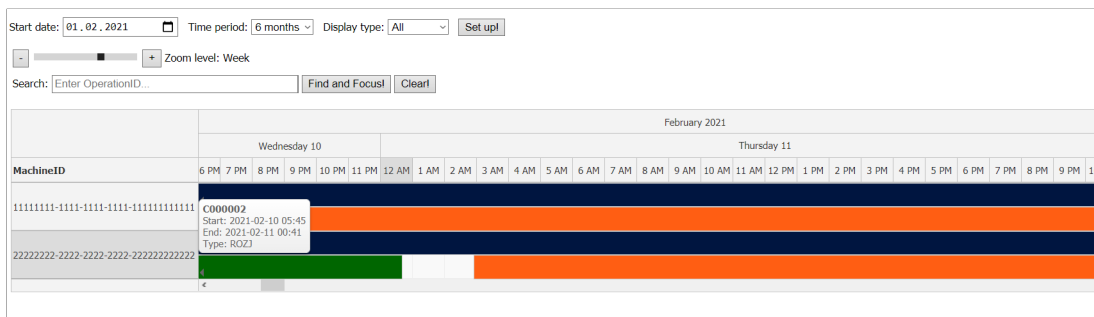 Start date: 01.02.2021 Time period: 6 months Display type: All Set up!
- + Zoom level: Week
Search: Enter OperationID... Find and Focus! Clear!
February 2021
Wednesday 10 Thursday 11
MachineID 6 PM 7 PM 8 PM 9 PM 10 PM 11 PM 12 AM 1 AM 2 AM 3 AM 4 AM 5 AM 6 AM 7 AM 8 AM 9 AM 10 AM 11 AM 12 PM 1 PM 2 PM 3 PM 4 PM 5 PM 6 PM 7 PM 8 PM 9 PM 1
11111111-1111-1111-1111-111111111111
C000002
Start: 2021-02-10 05:45
End: 2021-02-11 00:41
Type: ROZJ
22222222-2222-2222-2222-222222222222